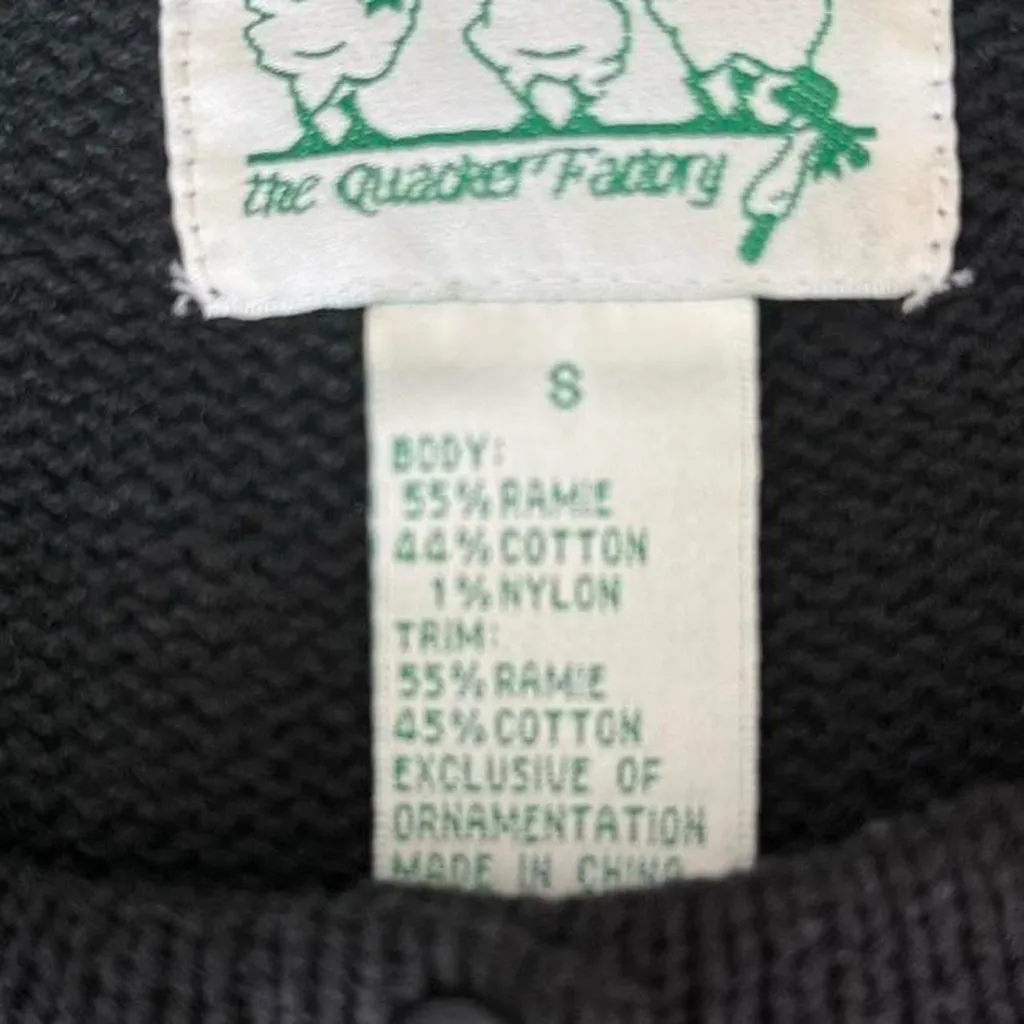 the Quacker Factory
S
BODY:
55% RAMIE
44% COTTON
1% NYLON
TRIM:
55% RAMIE
45% COTTON
EXCLUSIVE OF
ORNAMENTATION
MADE IN CHINA